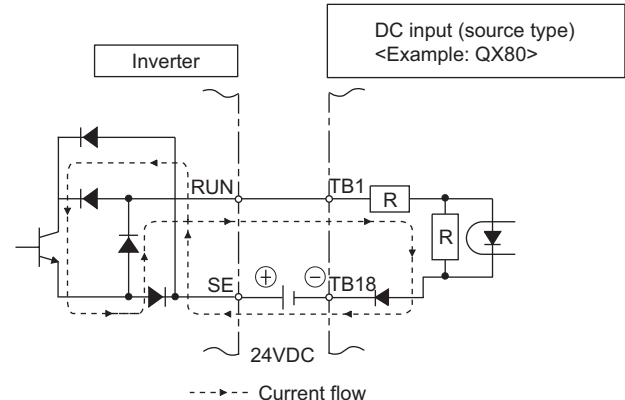 DC input (source type)
<Example: QX80>
Inverter
RUN
TB1
R
R
SE
+
−
TB18
24VDC
Current flow